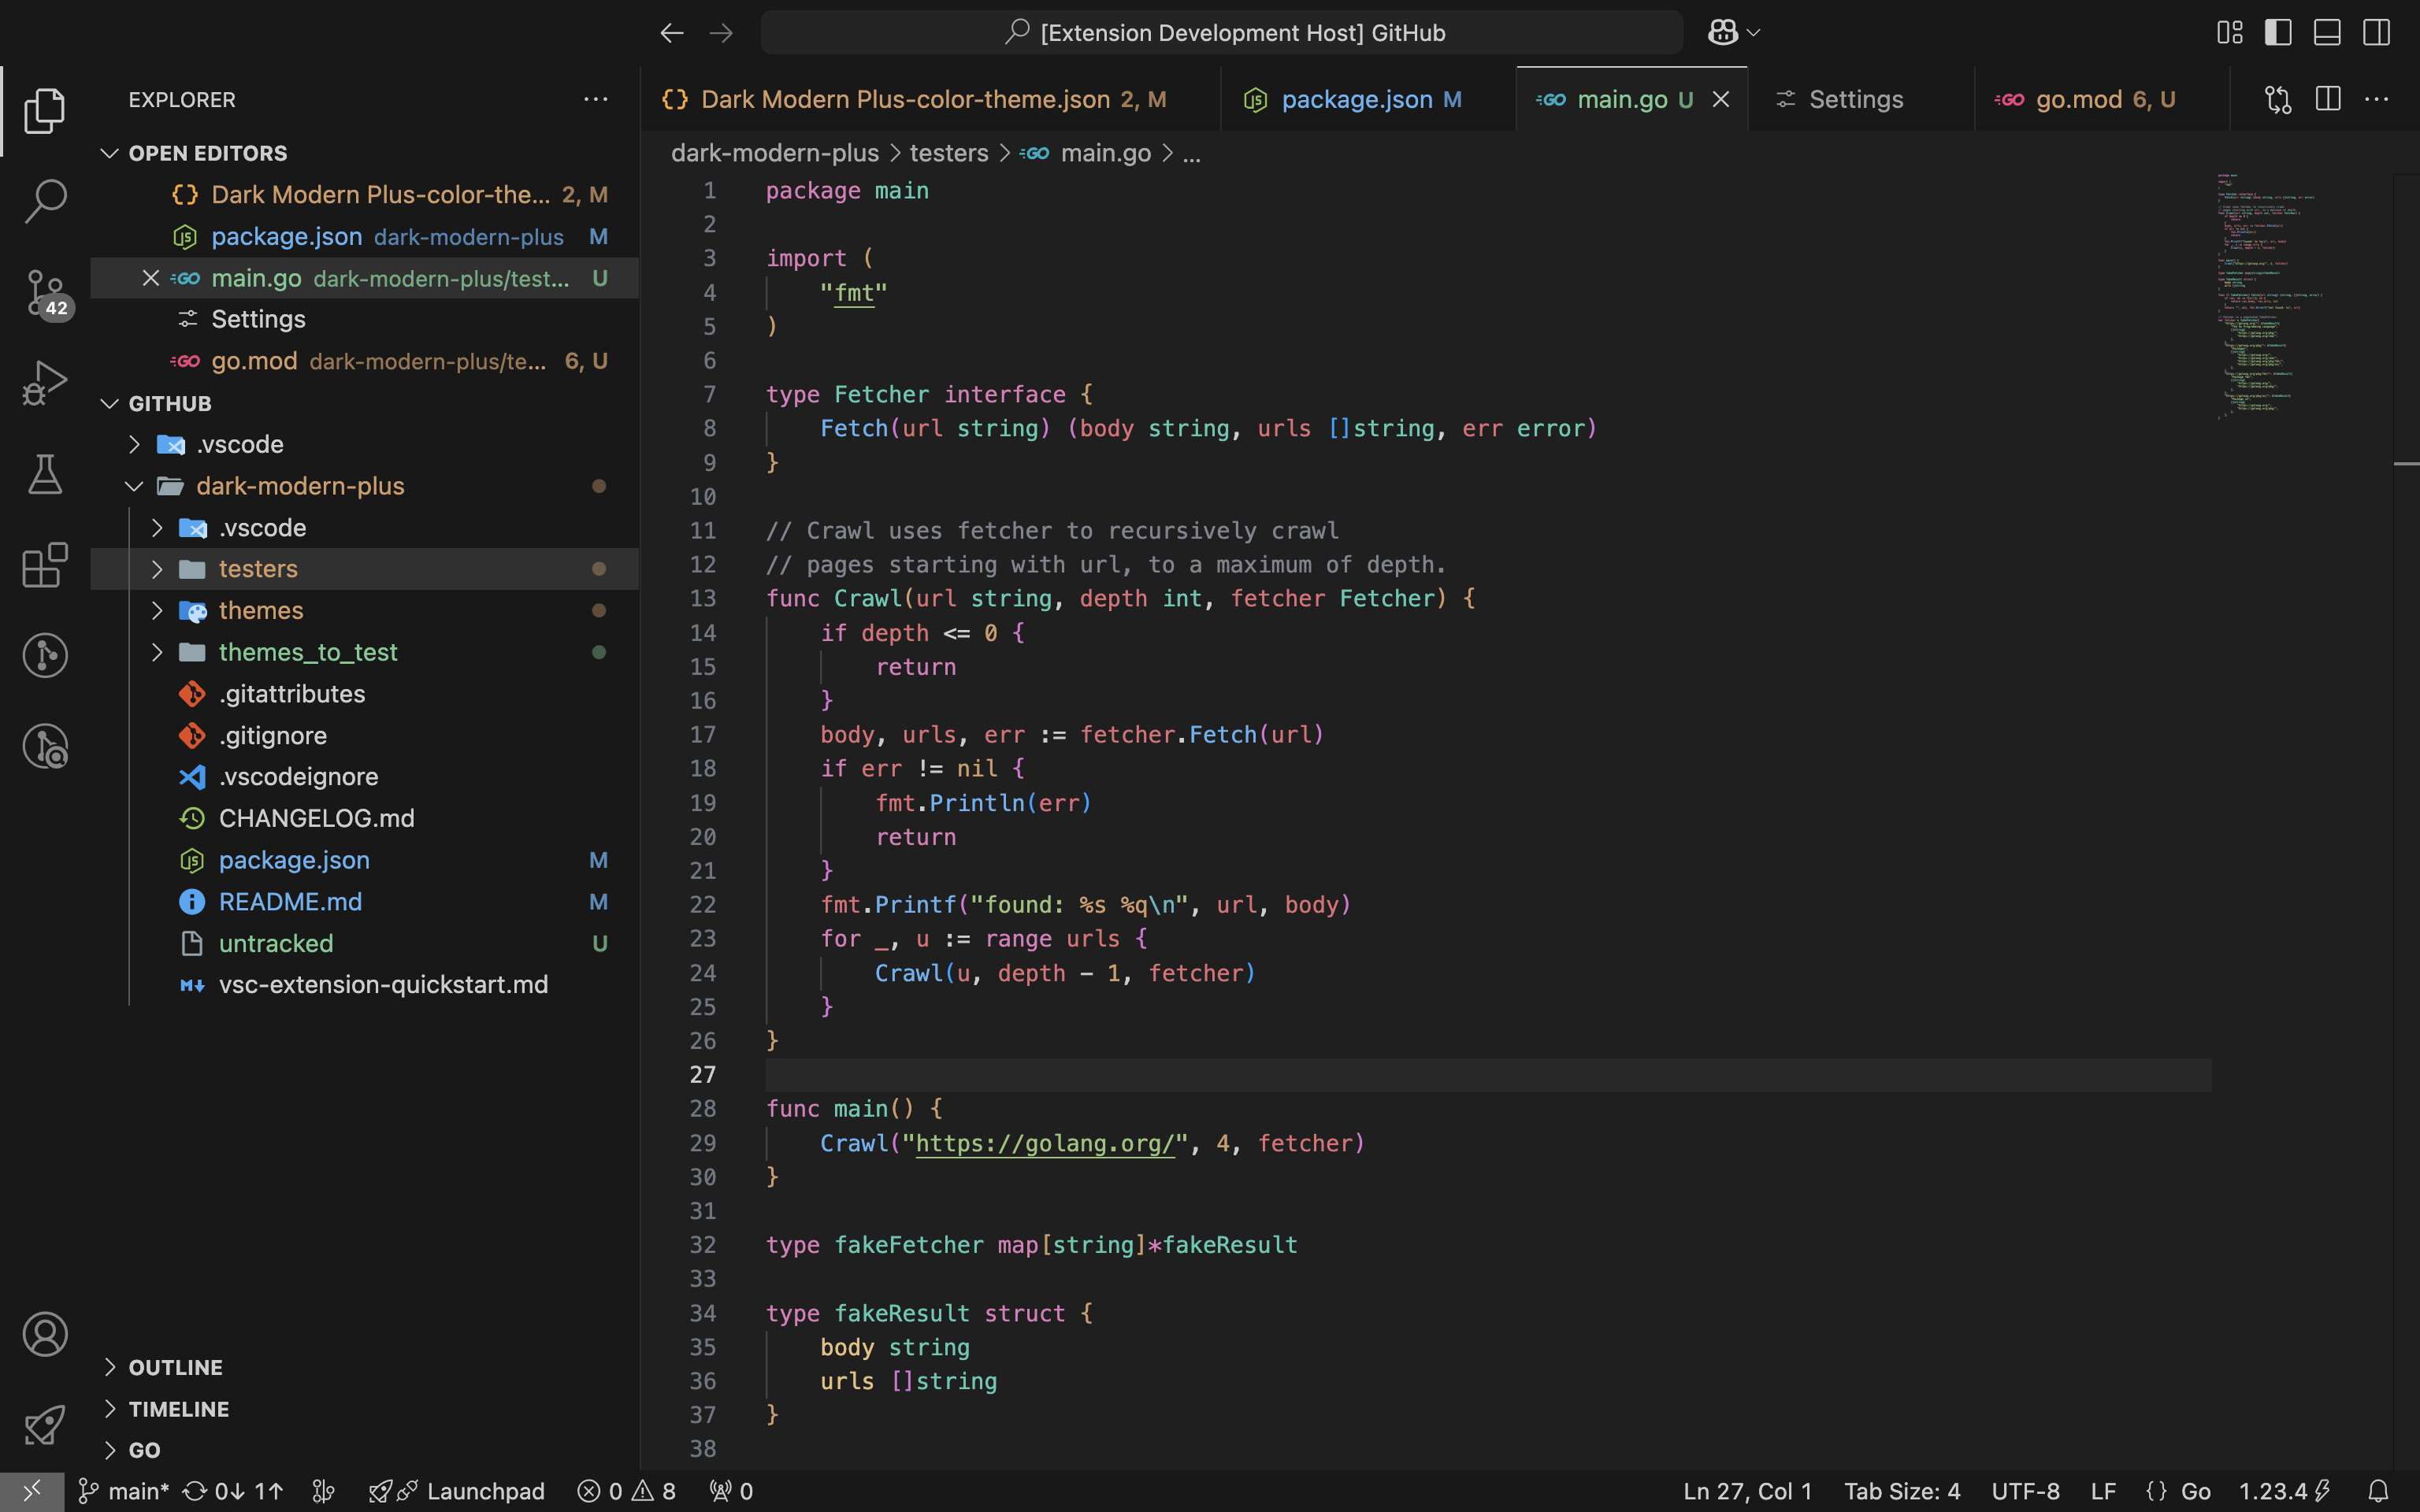 [Extension Development Host] GitHub
EXPLORER
OPEN EDITORS
Dark Modern Plus-color-the... 2, M
package.json dark-modern-plus M
main.go dark-modern-plus/test... U
Settings
go.mod dark-modern-plus/te... 6, U
GITHUB
.vscode
dark-modern-plus
.vscode
testers
themes
themes_to_test
.gitattributes
.gitignore
.vscodeignore
CHANGELOG.md
package.json M
README.md M
untracked U
vsc-extension-quickstart.md
OUTLINE
TIMELINE
GO
42
Dark Modern Plus-color-theme.json 2, M
package.json M
main.go U
Settings
go.mod 6, U
dark-modern-plus > testers > main.go > ...
1 package main
2
3 import (
4     "fmt"
5 )
6
7 type Fetcher interface {
8     Fetch(url string) (body string, urls []string, err error)
9 }
10
11 // Crawl uses fetcher to recursively crawl
12 // pages starting with url, to a maximum of depth.
13 func Crawl(url string, depth int, fetcher Fetcher) {
14     if depth <= 0 {
15         return
16     }
17     body, urls, err := fetcher.Fetch(url)
18     if err != nil {
19         fmt.Println(err)
20         return
21     }
22     fmt.Printf("found: %s %q\n", url, body)
23     for _, u := range urls {
24         Crawl(u, depth - 1, fetcher)
25     }
26 }
27
28 func main() {
29     Crawl("https://golang.org/", 4, fetcher)
30 }
31
32 type fakeFetcher map[string]*fakeResult
33
34 type fakeResult struct {
35     body string
36     urls []string
37 }
38
main* 0↓ 1↑ Launchpad 0 8 0
Ln 27, Col 1 Tab Size: 4 UTF-8 LF {} Go 1.23.4